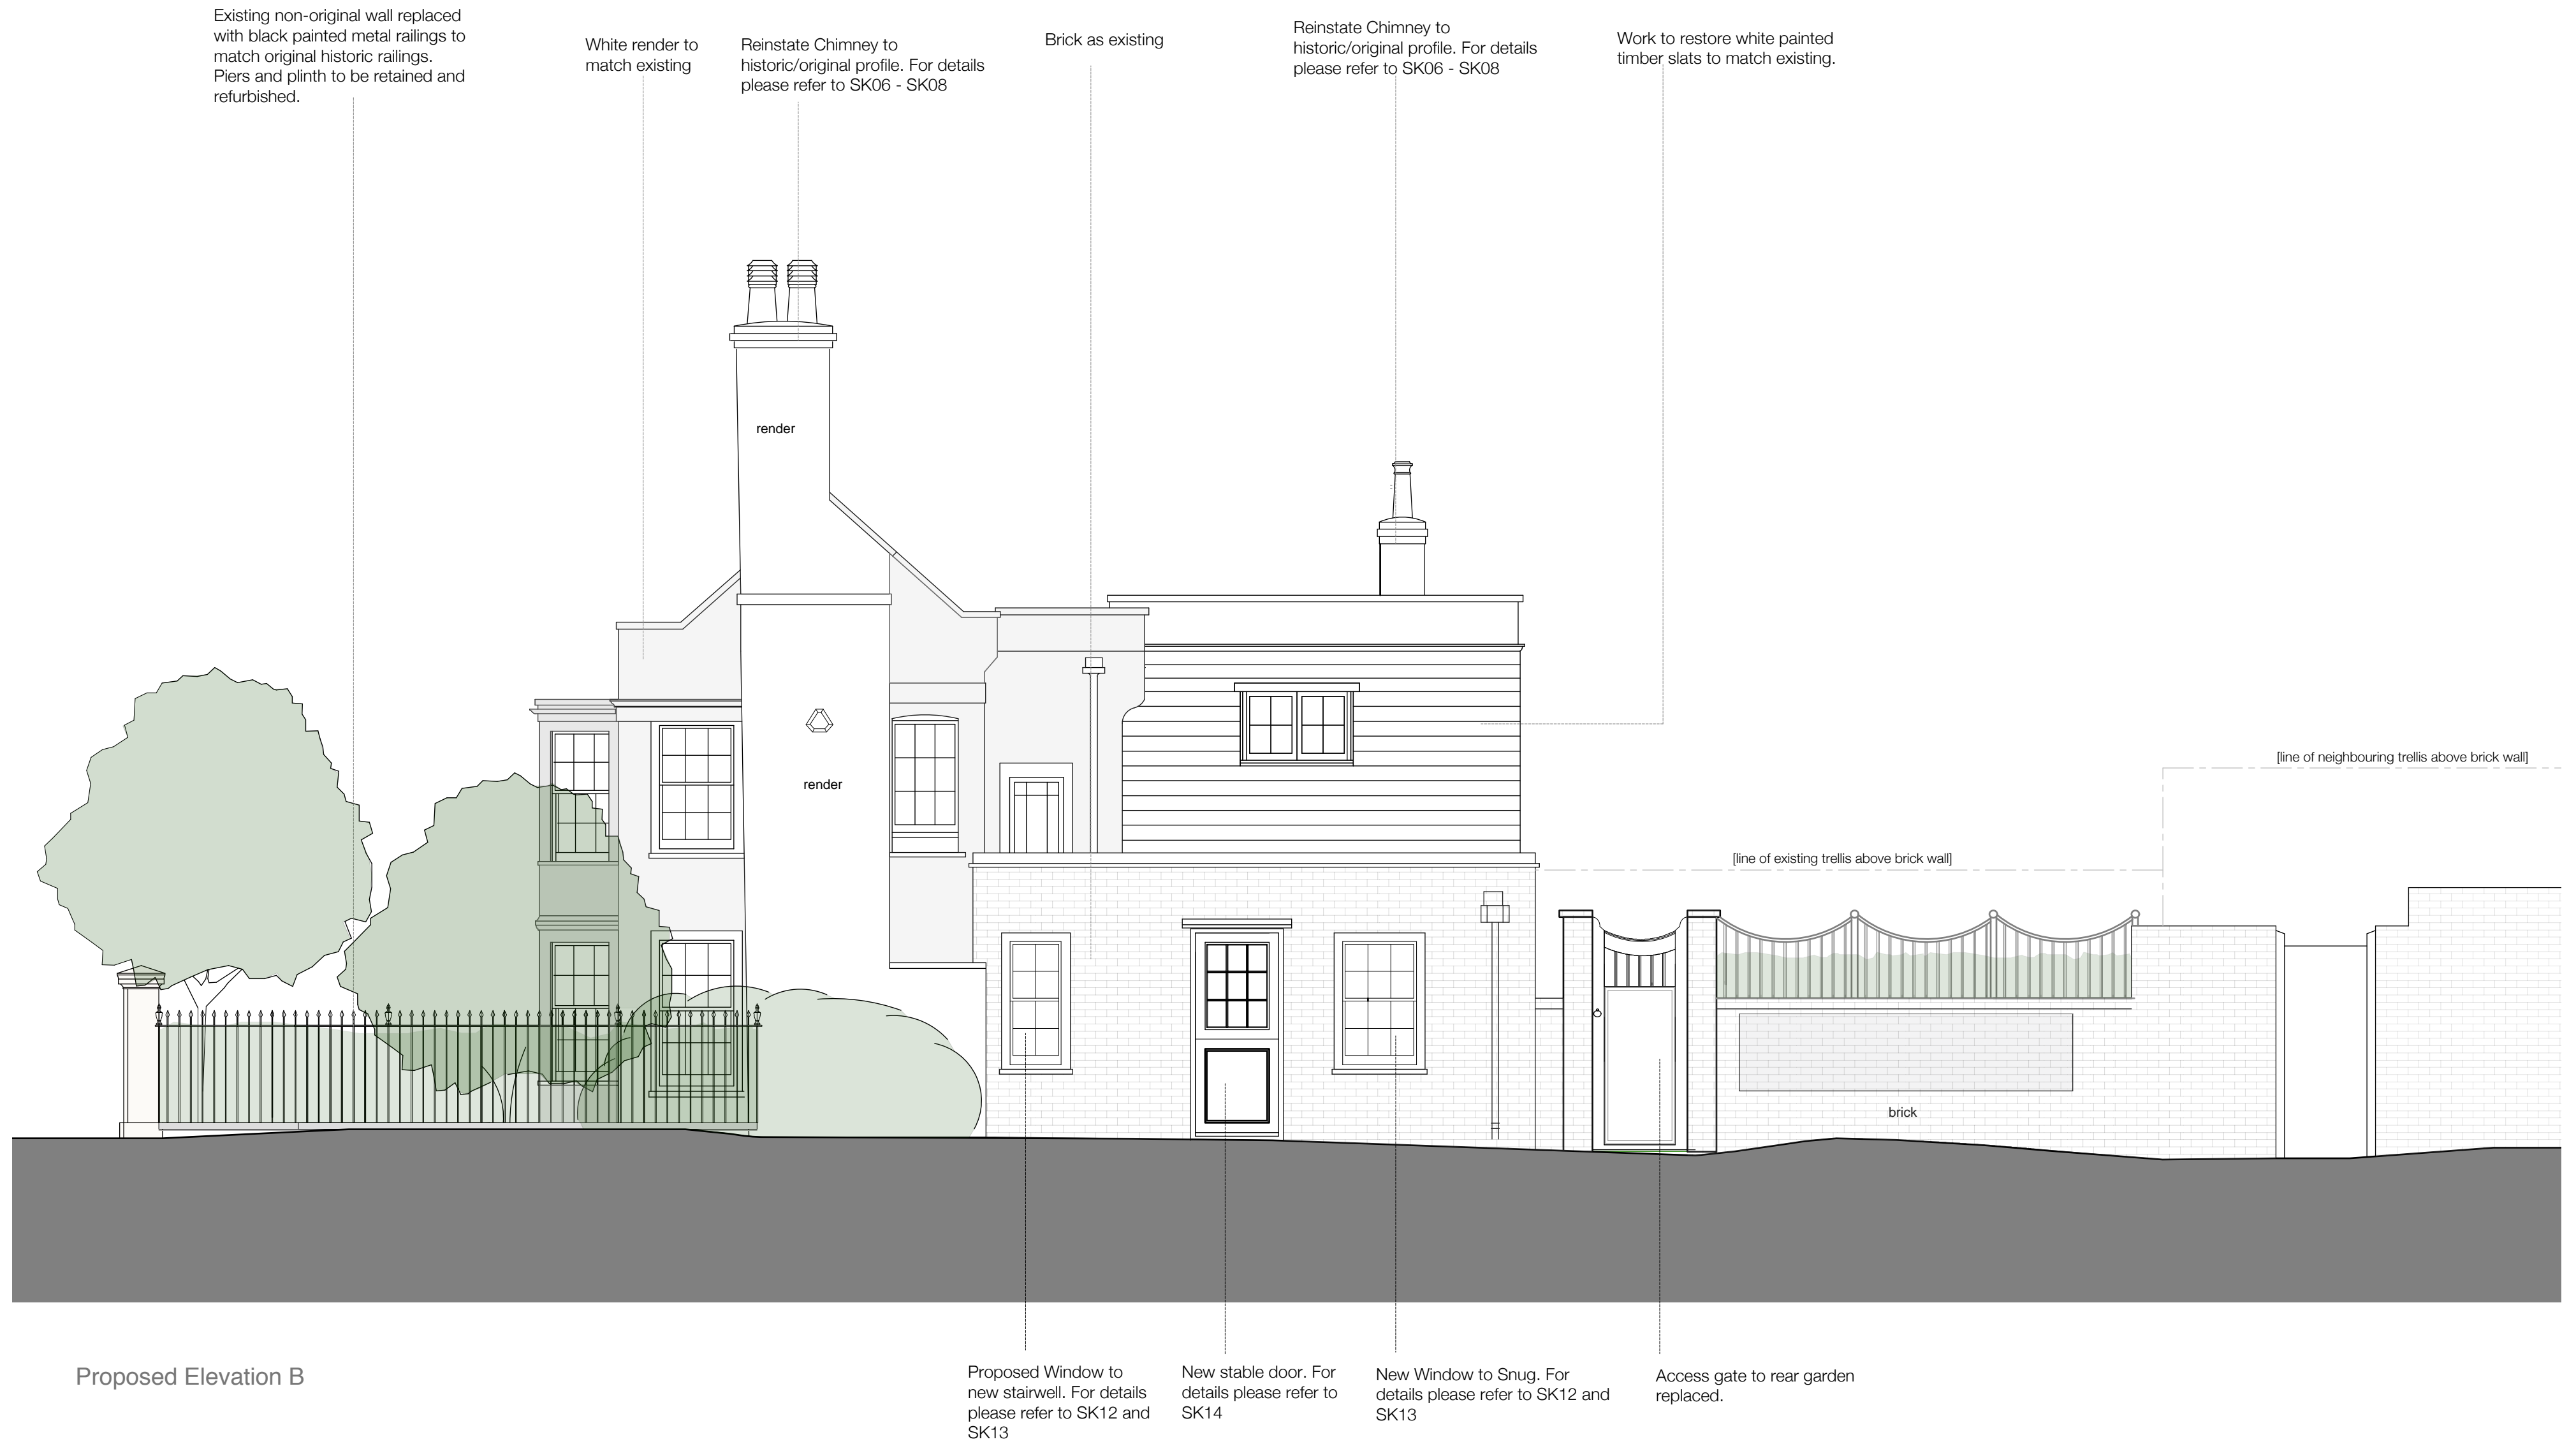 Existing non-original wall replaced
with black painted metal railings to
match original historic railings.
Piers and plinth to be retained and
refurbished.
White render to
match existing
Reinstate Chimney to
historic/original profile. For details
please refer to SK06 - SK08
Brick as existing
Reinstate Chimney to
historic/original profile. For details
please refer to SK06 - SK08
Work to restore white painted
timber slats to match existing.
render
render
[line of neighbouring trellis above brick wall]
[line of existing trellis above brick wall]
brick
Proposed Elevation B
Proposed Window to
new stairwell. For details
please refer to SK12 and
SK13
New stable door. For
details please refer to
SK14
New Window to Snug. For
details please refer to SK12 and
SK13
Access gate to rear garden
replaced.